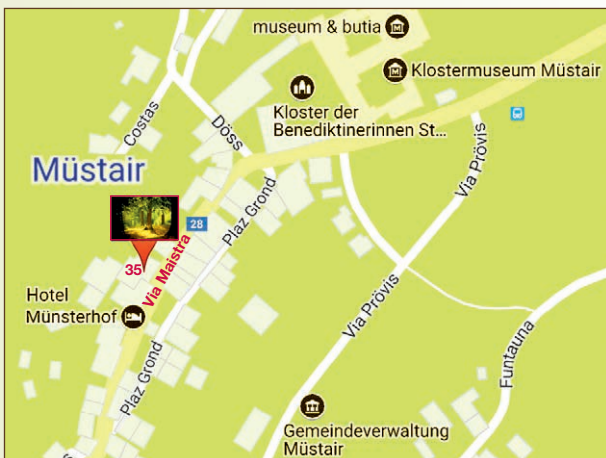 museum & butia
Klostermuseum Müstair
Kloster der
Benediktinerinnen St...
Costas
Döss
Via Prövis
Müstair
Plaz Grond
28
Via Maistra
35
Hotel
Münsterhof
Via Prövis
Funtauna
Plaz Grond
Gemeindeverwaltung
Müstair